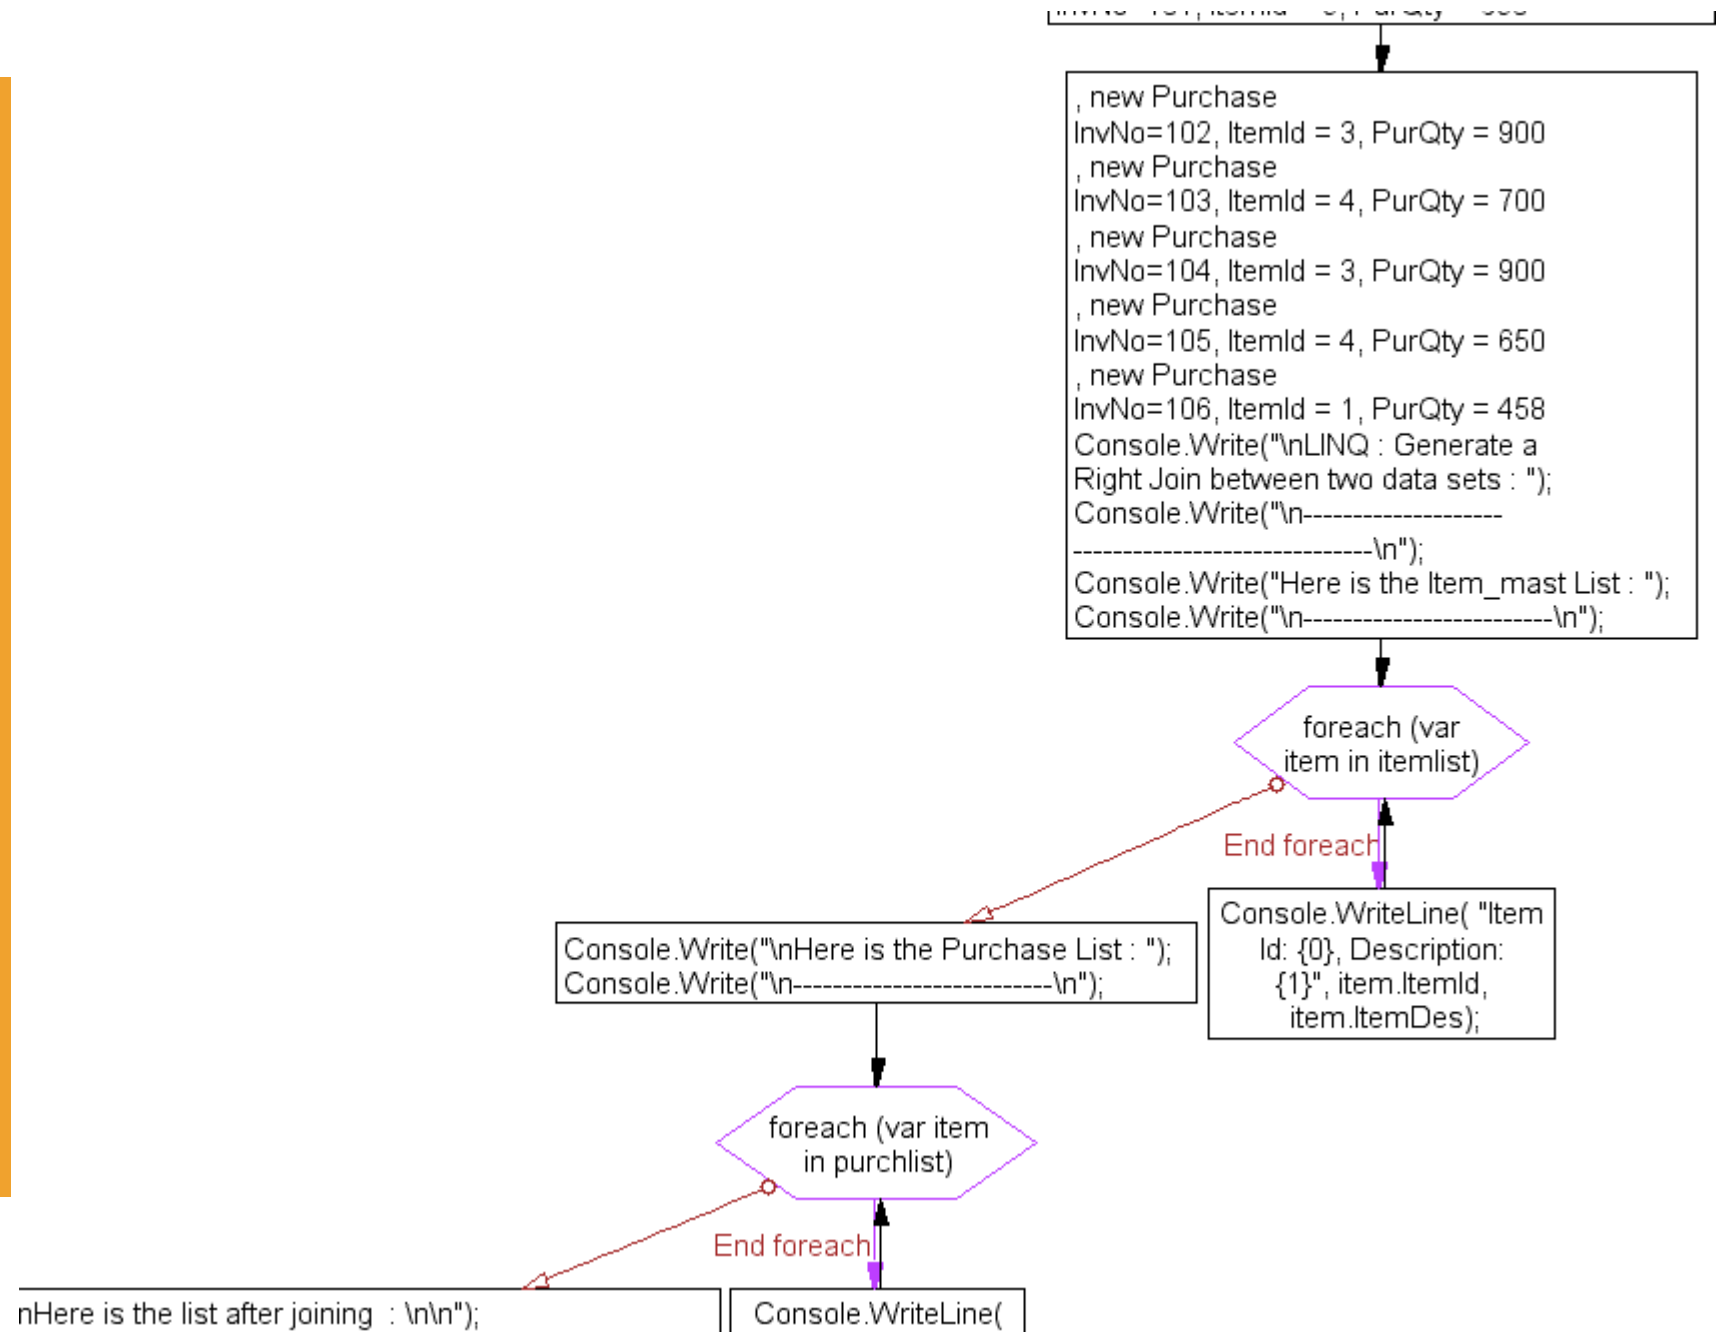 , new Purchase
InvNo=102, ItemId = 3, PurQty = 900
, new Purchase
InvNo=103, ItemId = 4, PurQty = 700
, new Purchase
InvNo=104, ItemId = 3, PurQty = 900
, new Purchase
InvNo=105, ItemId = 4, PurQty = 650
, new Purchase
InvNo=106, ItemId = 1, PurQty = 458
Console.Write("\nLINQ : Generate a
Right Join between two data sets : ");
Console.Write("\n--------------------
------------------------------\n");
Console.Write("Here is the Item_mast List : ");
Console.Write("\n-------------------------\n");
foreach (var
item in itemlist)
End foreach
Console.WriteLine( "Item
Id: {0}, Description:
{1}", item.ItemId,
item.ItemDes);
Console.Write("\nHere is the Purchase List : ");
Console.Write("\n--------------------------\n");
foreach (var item
in purchlist)
End foreach
nHere is the list after joining  : \n\n");
Console.WriteLine(